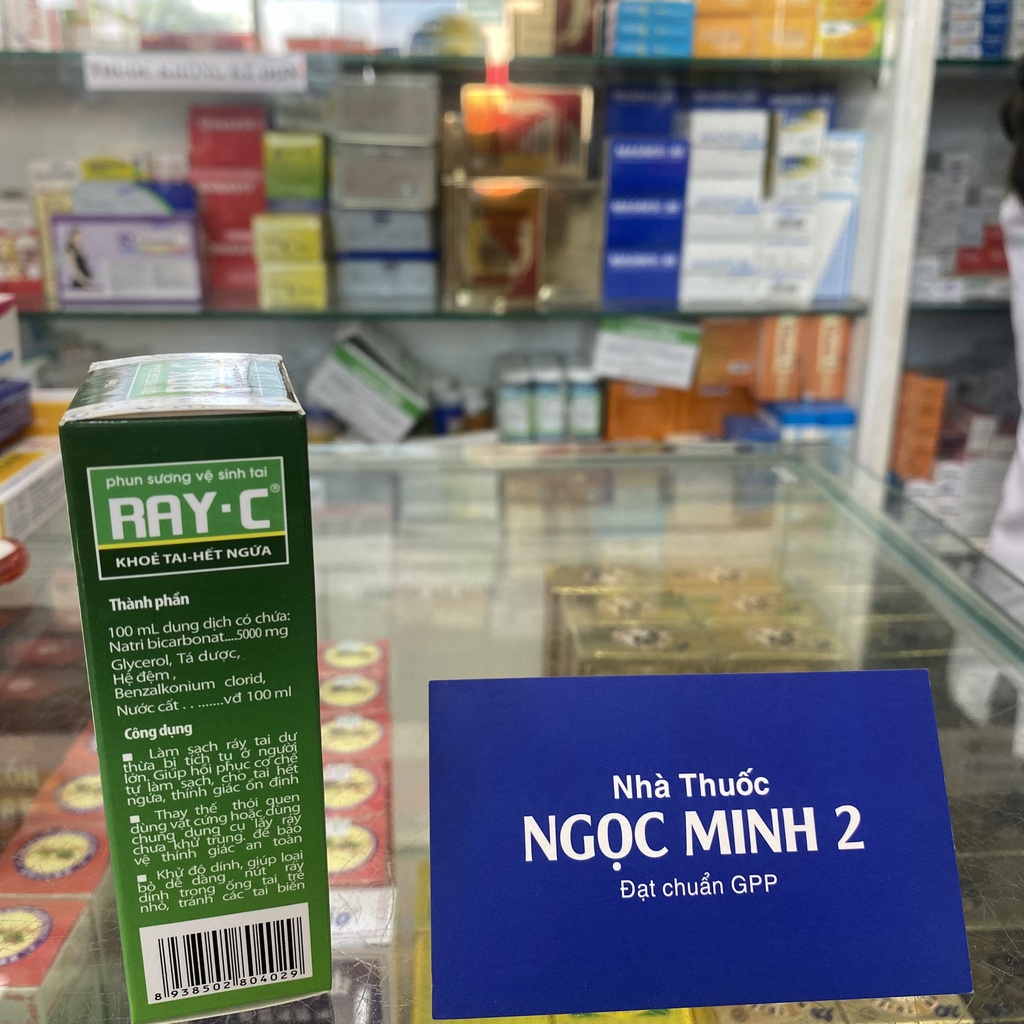 phun sương vệ sinh tai
RAY-C®
KHOẺ TAI-HẾT NGỨA
Thành phần
100 mL dung dịch có chứa:
Natri bicarbonat....5000 mg
Glycerol, Tá dược,
Hệ đệm ,
Benzalkonium clorid,
Nước cất . . .......vđ 100 ml
Công dụng
■ Làm sạch ráy tai dư
thừa bị tích tụ ở người
lớn. Giúp hồi phục cơ chế
tự làm sạch, cho tai hết
ngứa, thính giác ổn định
■ Thay thế thói quen
dùng vật cứng hoặc dùng
chung dụng cụ lấy ráy
chưa khử trùng, để bảo
vệ thính giác an toàn
■ Khử độ dính, giúp loại
bỏ dễ dàng nút ráy
dính trong ống tai trẻ
nhỏ, tránh các tai biến
8 938502 804029
Nhà Thuốc
NGỌC MINH 2
Đạt chuẩn GPP